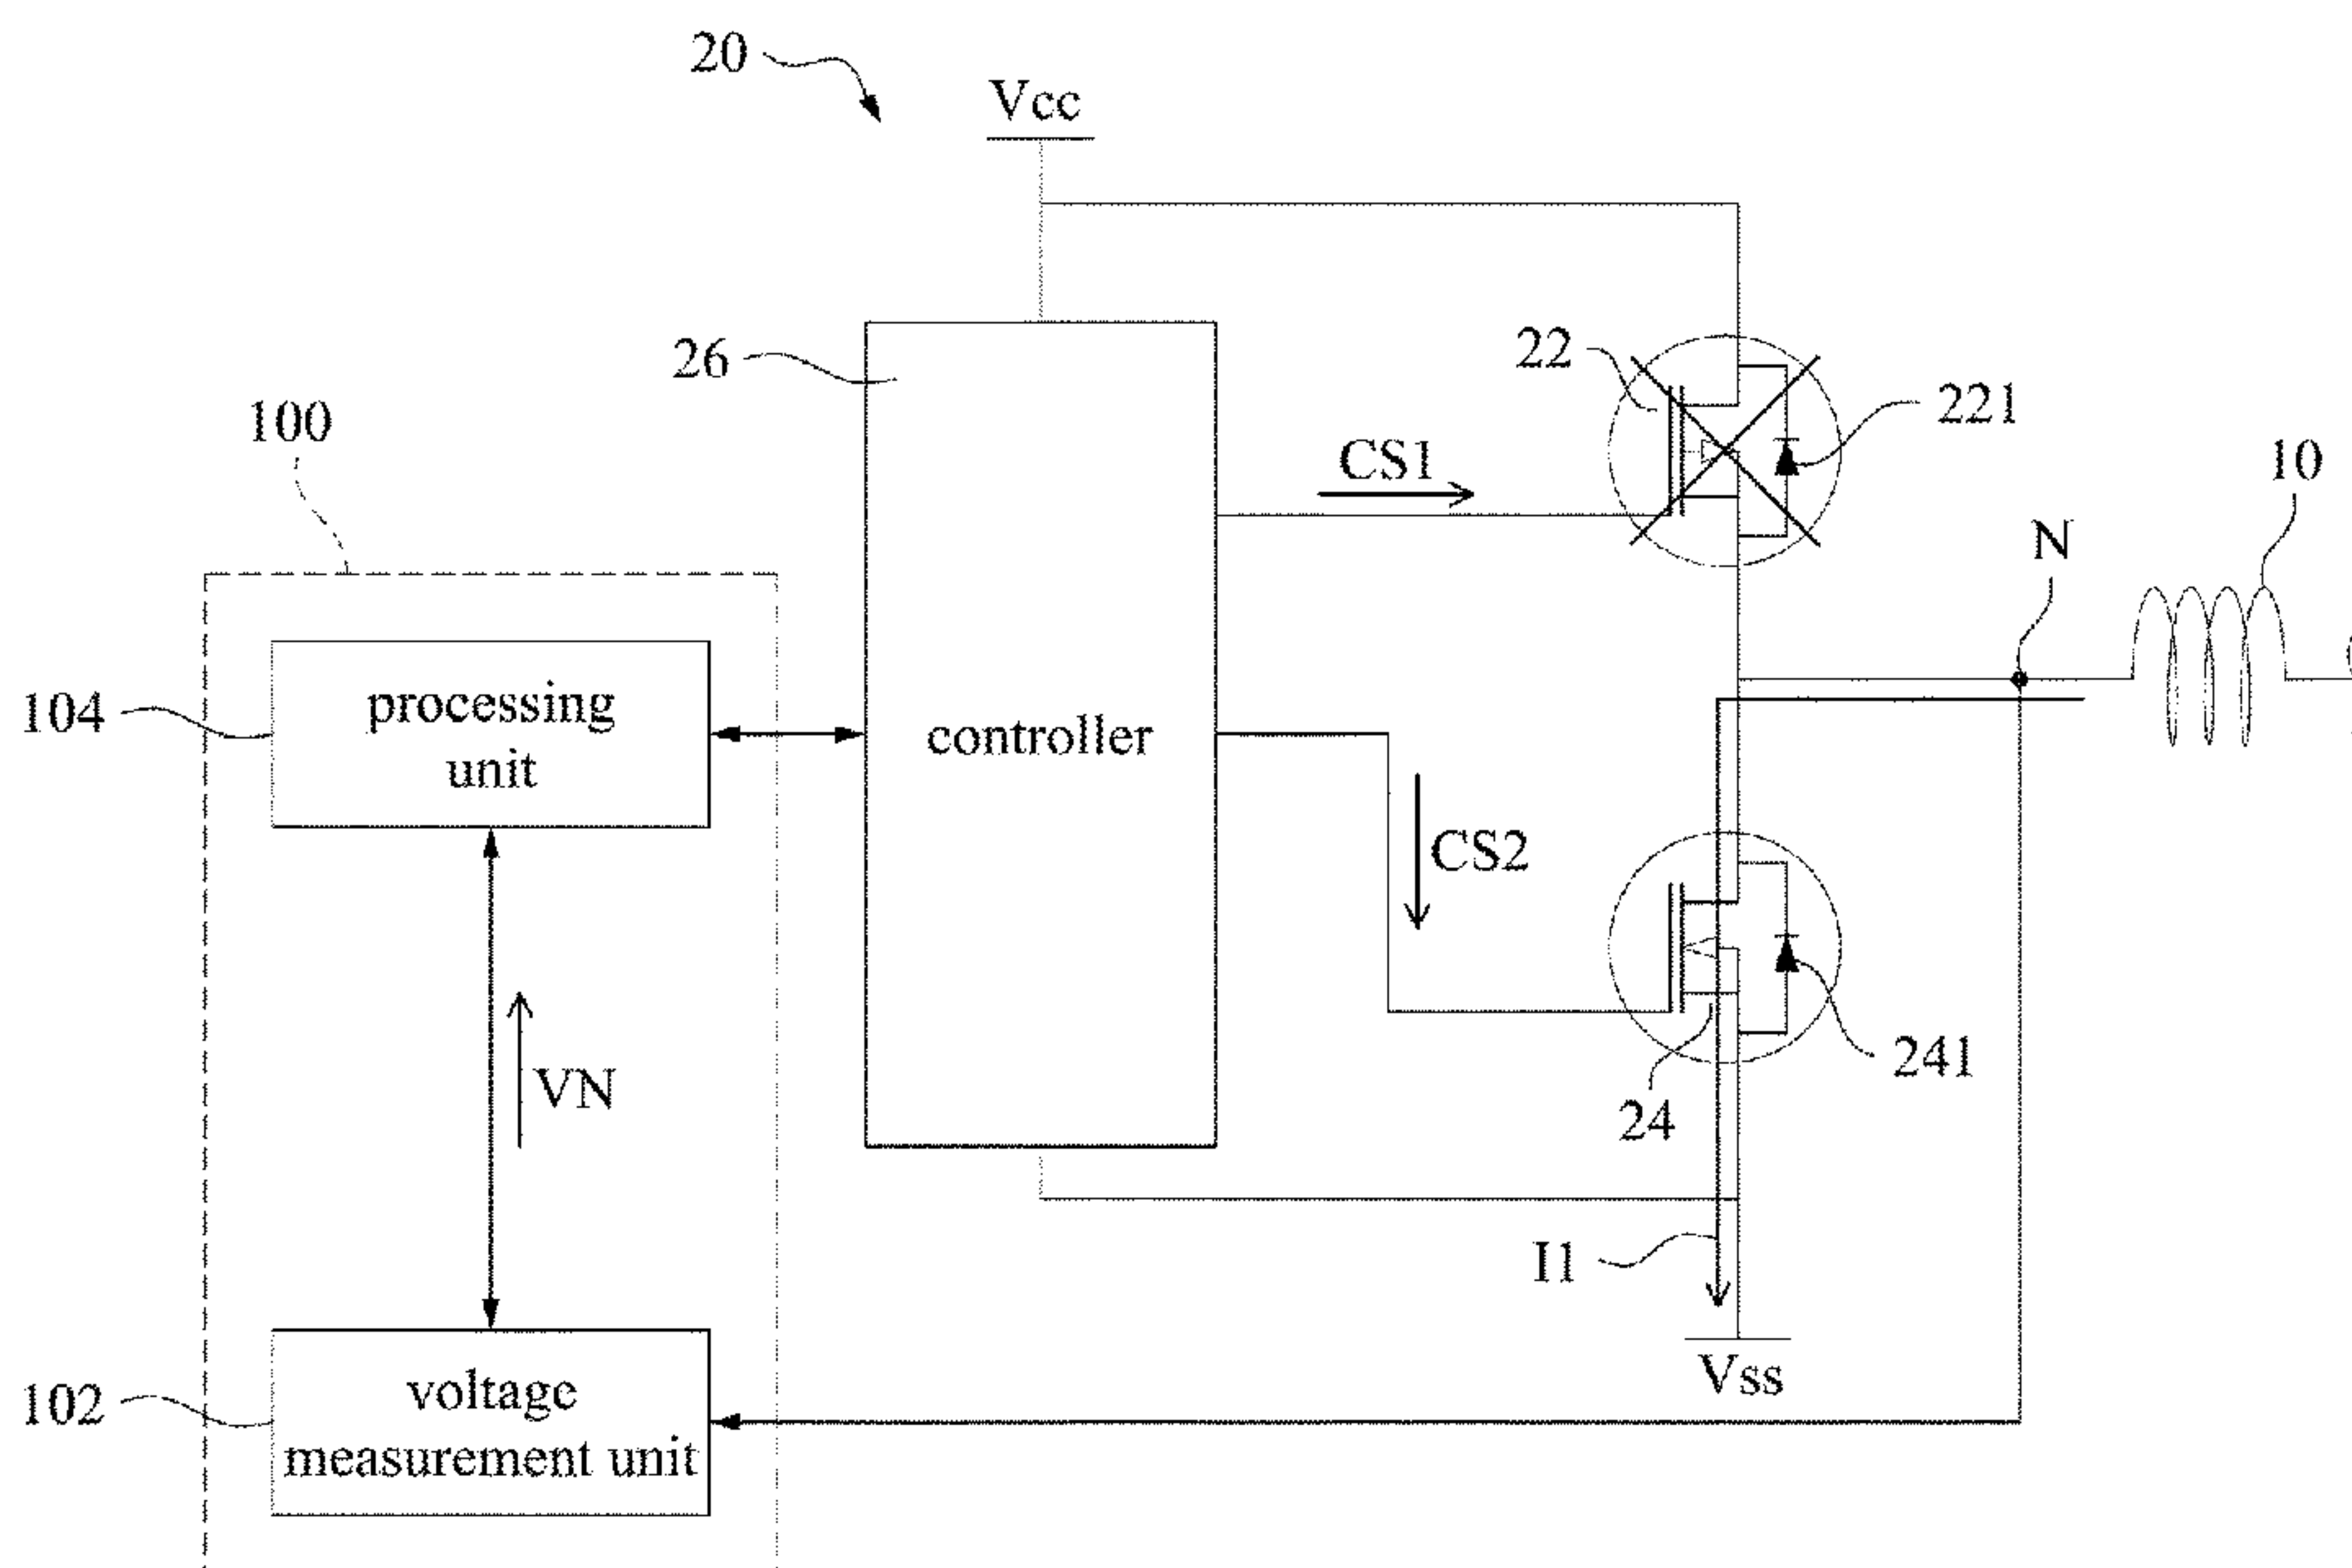 20
Vcc
26
22
221
100
CS1
10
N
104
processing
unit
controller
CS2
VN
241
24
I1
Vss
102
voltage
measurement unit